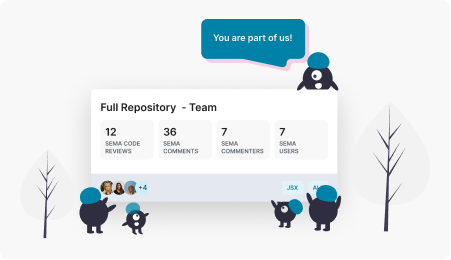 You are part of us!
Full Repository - Team
12
SEMA CODE
REVIEWS
36
SEMA
COMMENTS
7
SEMA
COMMENTERS
7
SEMA
USERS
+4
JSX